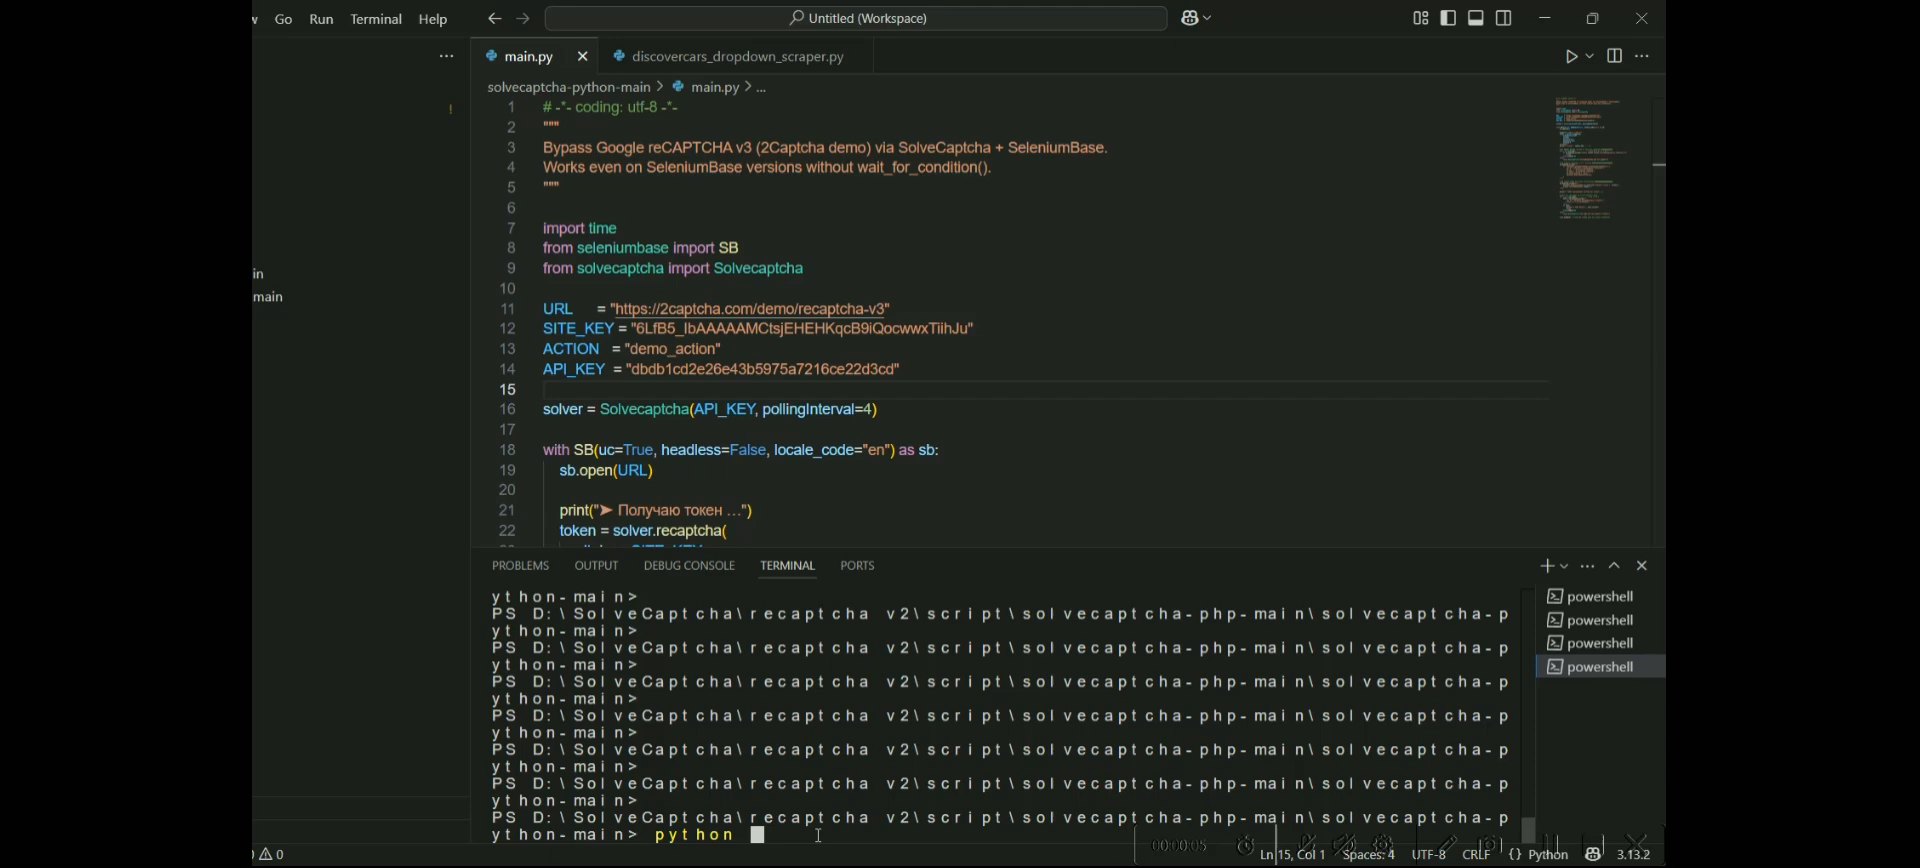 Go Run Terminal Help Untitled (Workspace)
main.py discovercars_dropdown_scraper.py
solvecaptcha-python-main > main.py > ...
1 # -*- coding: utf-8 -*-
2 """
3 Bypass Google reCAPTCHA v3 (2Captcha demo) via SolveCaptcha + SeleniumBase.
4 Works even on SeleniumBase versions without wait_for_condition().
5 """
6
7 import time
8 from seleniumbase import SB
9 from solvecaptcha import Solvecaptcha
10
11 URL = "https://2captcha.com/demo/recaptcha-v3"
12 SITE_KEY = "6LfB5_IbAAAAAMCtsjEHEHKqcB9iQocwwxTiihJu"
13 ACTION = "demo_action"
14 API_KEY = "dbdb1cd2e26e43b5975a7216ce22d3cd"
15
16 solver = Solvecaptcha(API_KEY, pollingInterval=4)
17
18 with SB(uc=True, headless=False, locale_code="en") as sb:
19 sb.open(URL)
20
21 print("➤ Получаю токен ...")
22 token = solver.recaptcha(
in
main
PROBLEMS OUTPUT DEBUG CONSOLE TERMINAL PORTS
ython-main>
PS D:\SolveCaptcha\recaptcha v2\script\solvecaptcha-php-main\solvecaptcha-p
ython-main>
PS D:\SolveCaptcha\recaptcha v2\script\solvecaptcha-php-main\solvecaptcha-p
ython-main>
PS D:\SolveCaptcha\recaptcha v2\script\solvecaptcha-php-main\solvecaptcha-p
ython-main>
PS D:\SolveCaptcha\recaptcha v2\script\solvecaptcha-php-main\solvecaptcha-p
ython-main>
PS D:\SolveCaptcha\recaptcha v2\script\solvecaptcha-php-main\solvecaptcha-p
ython-main>
PS D:\SolveCaptcha\recaptcha v2\script\solvecaptcha-php-main\solvecaptcha-p
ython-main>
PS D:\SolveCaptcha\recaptcha v2\script\solvecaptcha-php-main\solvecaptcha-p
ython-main> python
powershell
powershell
powershell
powershell
00:00:05
0 Ln 15, Col 1 Spaces: 4 UTF-8 CRLF {} Python 3.13.2